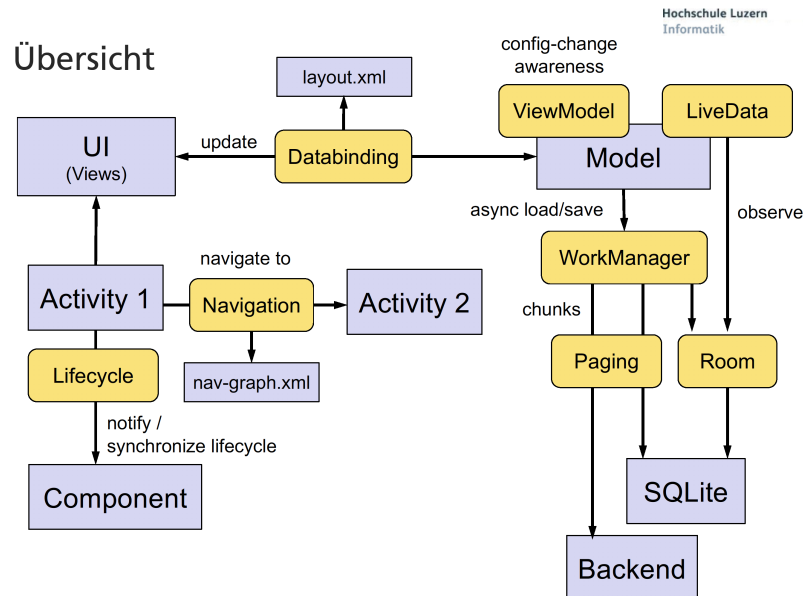 Hochschule Luzern
Informatik
Übersicht
config-change
awareness
layout.xml
ViewModel
LiveData
UI
(Views)
update
Databinding
Model
async load/save
observe
navigate to
WorkManager
Activity 1
Navigation
Activity 2
chunks
Lifecycle
nav-graph.xml
Paging
Room
notify /
synchronize lifecycle
Component
SQLite
Backend